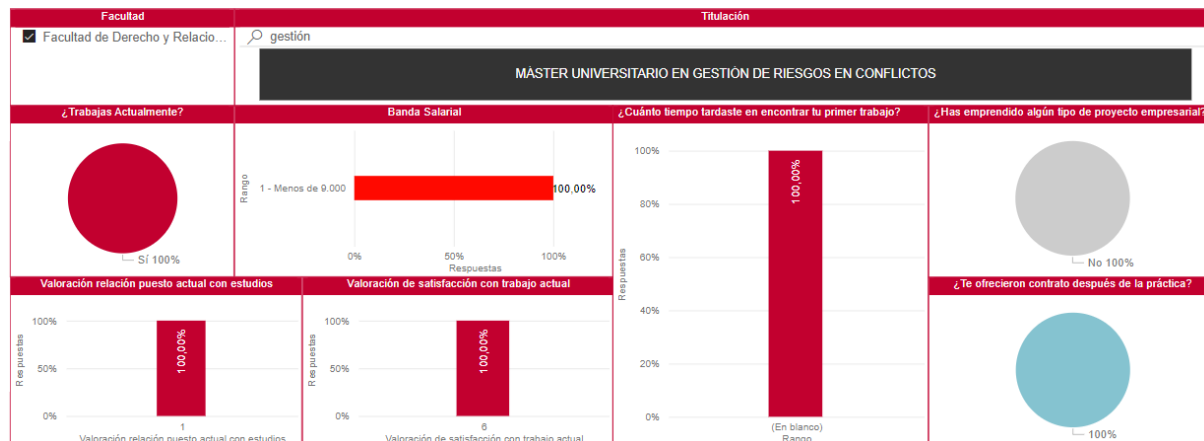 Facultad
Titulación
Facultad de Derecho y Relacio...
gestión
MÁSTER UNIVERSITARIO EN GESTIÓN DE RIESGOS EN CONFLICTOS
¿Trabajas Actualmente?
Sí 100%
Banda Salarial
Rango
1 - Menos de 9.000
100,00%
0%
50%
100%
Respuestas
¿Cuánto tiempo tardaste en encontrar tu primer trabajo?
Respuestas
100%
80%
60%
40%
20%
0%
100,00%
(En blanco)
Rango
¿Has emprendido algún tipo de proyecto empresarial?
No 100%
Valoración relación puesto actual con estudios
Respuestas
100%
50%
0%
100,00%
1
Valoración relación puesto actual con estudios
Valoración de satisfacción con trabajo actual
Respuestas
100%
50%
0%
100,00%
6
Valoración de satisfacción con trabajo actual
¿Te ofrecieron contrato después de la práctica?
100%